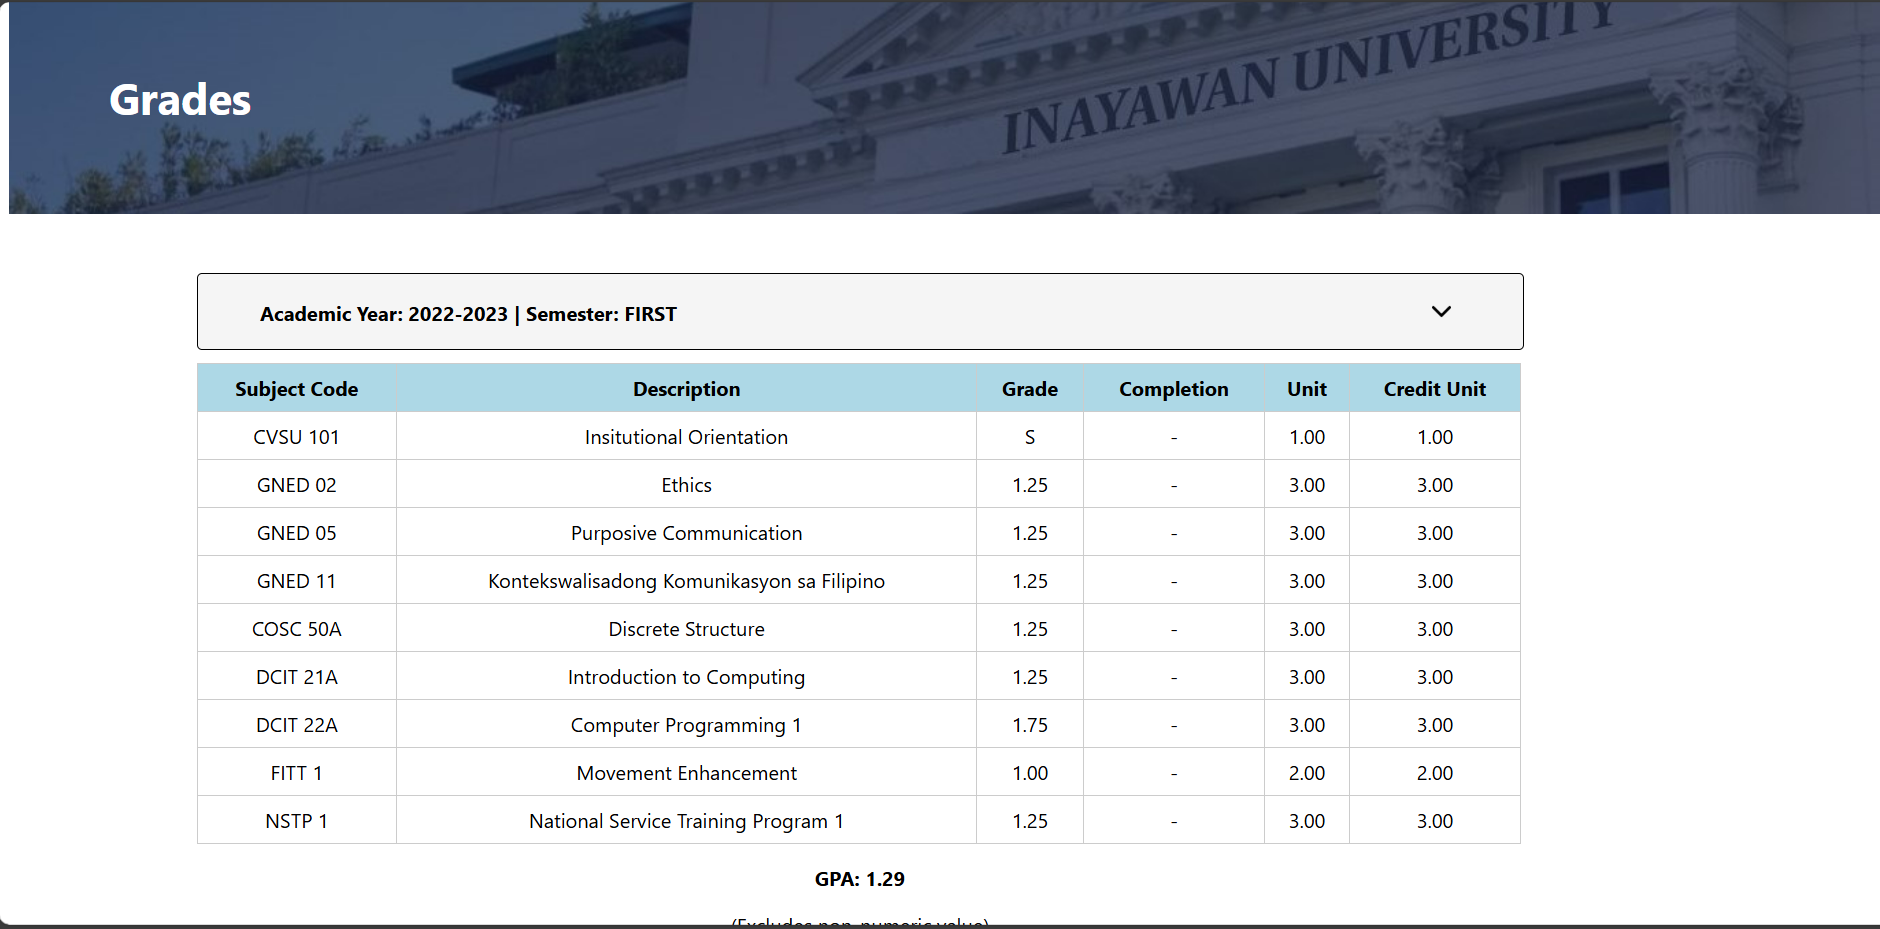 INAYAWAN UNIVERSITY
Grades
Academic Year: 2022-2023 | Semester: FIRST
Subject Code Description Grade Completion Unit Credit Unit
CVSU 101 Insitutional Orientation S - 1.00 1.00
GNED 02 Ethics 1.25 - 3.00 3.00
GNED 05 Purposive Communication 1.25 - 3.00 3.00
GNED 11 Kontekswalisadong Komunikasyon sa Filipino 1.25 - 3.00 3.00
COSC 50A Discrete Structure 1.25 - 3.00 3.00
DCIT 21A Introduction to Computing 1.25 - 3.00 3.00
DCIT 22A Computer Programming 1 1.75 - 3.00 3.00
FITT 1 Movement Enhancement 1.00 - 2.00 2.00
NSTP 1 National Service Training Program 1 1.25 - 3.00 3.00
GPA: 1.29
(Excludes non-numeric value)